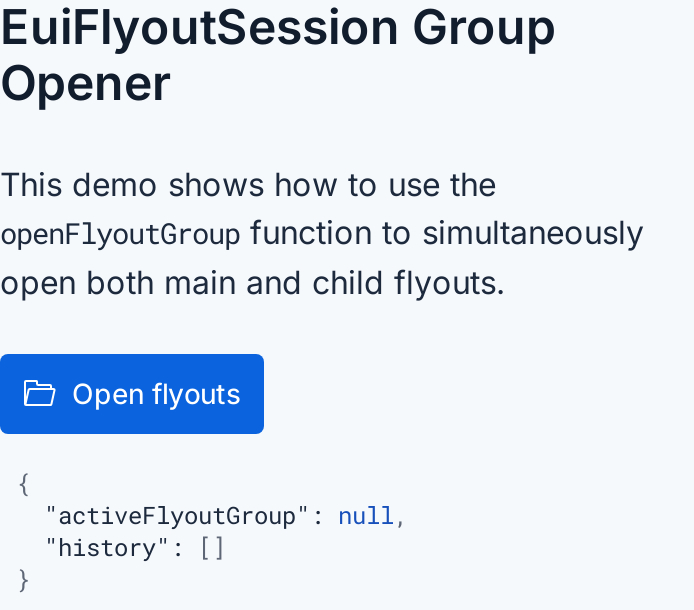 EuiFlyoutSession Group
Opener
This demo shows how to use the
openFlyoutGroup function to simultaneously
open both main and child flyouts.
Open flyouts
{
  "activeFlyoutGroup": null,
  "history": []
}